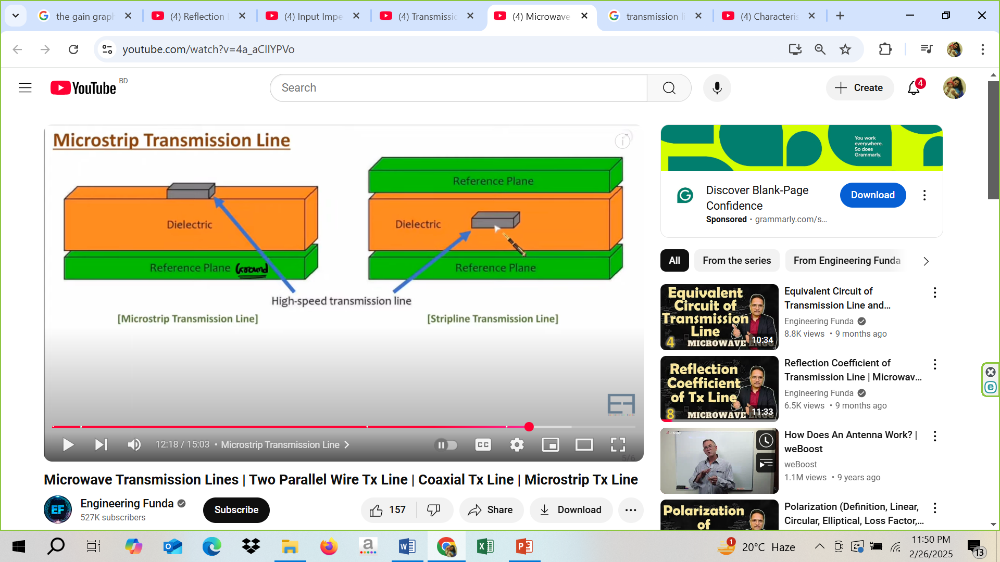 the gain grap
(4) Reflection
(4) Input Impe
(4) Transmissio
(4) Microwave
transmission li
(4) Characteris
youtube.com/watch?v=4a_aCIlYPVo
YouTube BD
Search
Create
4
Microstrip Transmission Line
Dielectric
Reference Plane Ground
Reference Plane
Dielectric
Reference Plane
High-speed transmission line
[Microstrip Transmission Line]
[Stripline Transmission Line]
EF
12:18 / 15:03 • Microstrip Transmission Line
CC
5/6
Microwave Transmission Lines | Two Parallel Wire Tx Line | Coaxial Tx Line | Microstrip Tx Line
EF
Engineering Funda
527K subscribers
Subscribe
157
Share
Download
You work
everywhere.
So does
Grammarly.
Discover Blank-Page
Confidence
Sponsored · grammarly.com/s...
Download
All
From the series
From Engineering Funda
Equivalent
Circuit of
Transmission
Line
4
MICROWAVE ENGG
10:34
Equivalent Circuit of
Transmission Line and...
Engineering Funda
8.8K views • 9 months ago
Reflection
Coefficient
of Tx Line
8
MICROWAVE ENGG
11:33
Reflection Coefficient of
Transmission Line | Microwav...
Engineering Funda
6.5K views • 9 months ago
How Does An Antenna Work? |
weBoost
weBoost
1.1M views • 9 years ago
Polarization
of
Polarization (Definition, Linear,
Circular, Elliptical, Loss Factor,...
1
20°C Haze
11:50 PM
2/26/2025
13